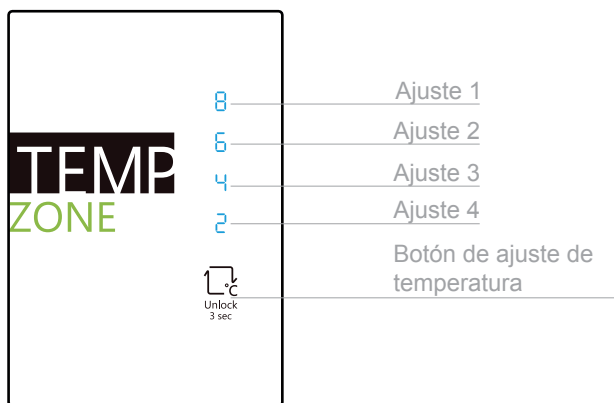 8
Ajuste 1
6
Ajuste 2
TEMP
4
Ajuste 3
ZONE
2
Ajuste 4
Botón de ajuste de
temperatura
°C
Unlock
3 sec